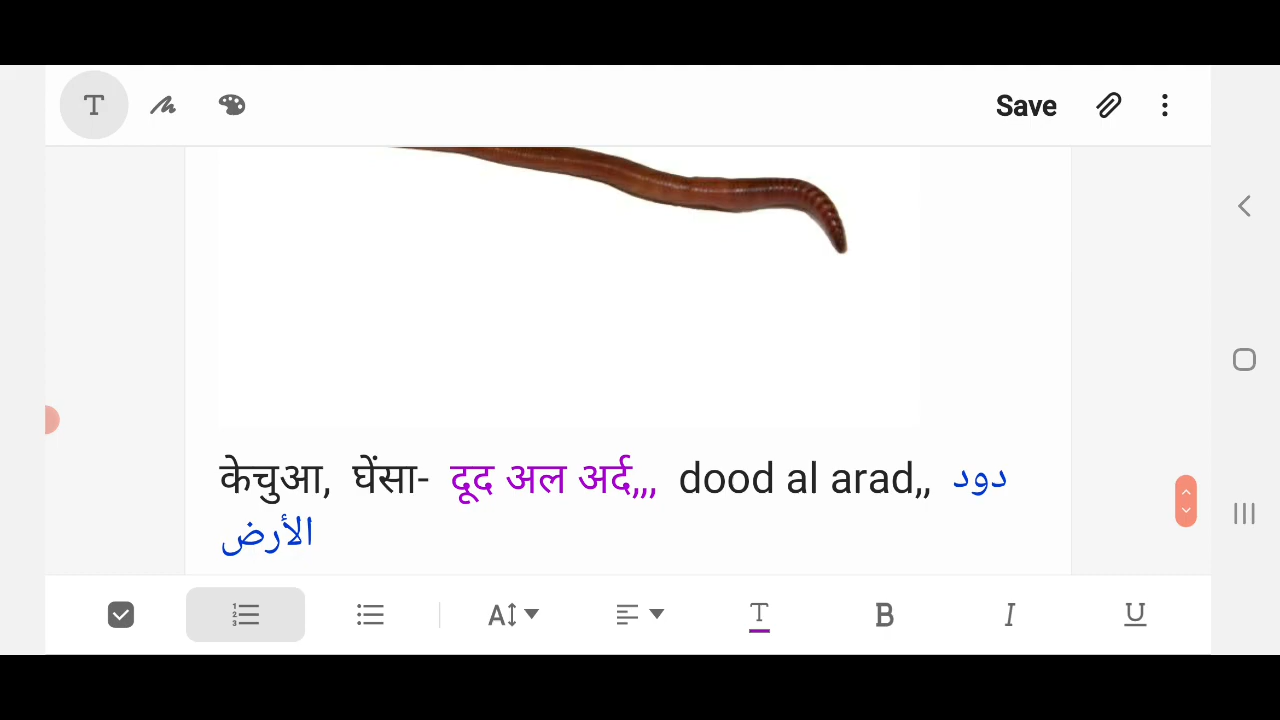 Save
केचुआ, घेंसा- दूद अल अर्द,,, dood al arad,, دود
الأرض